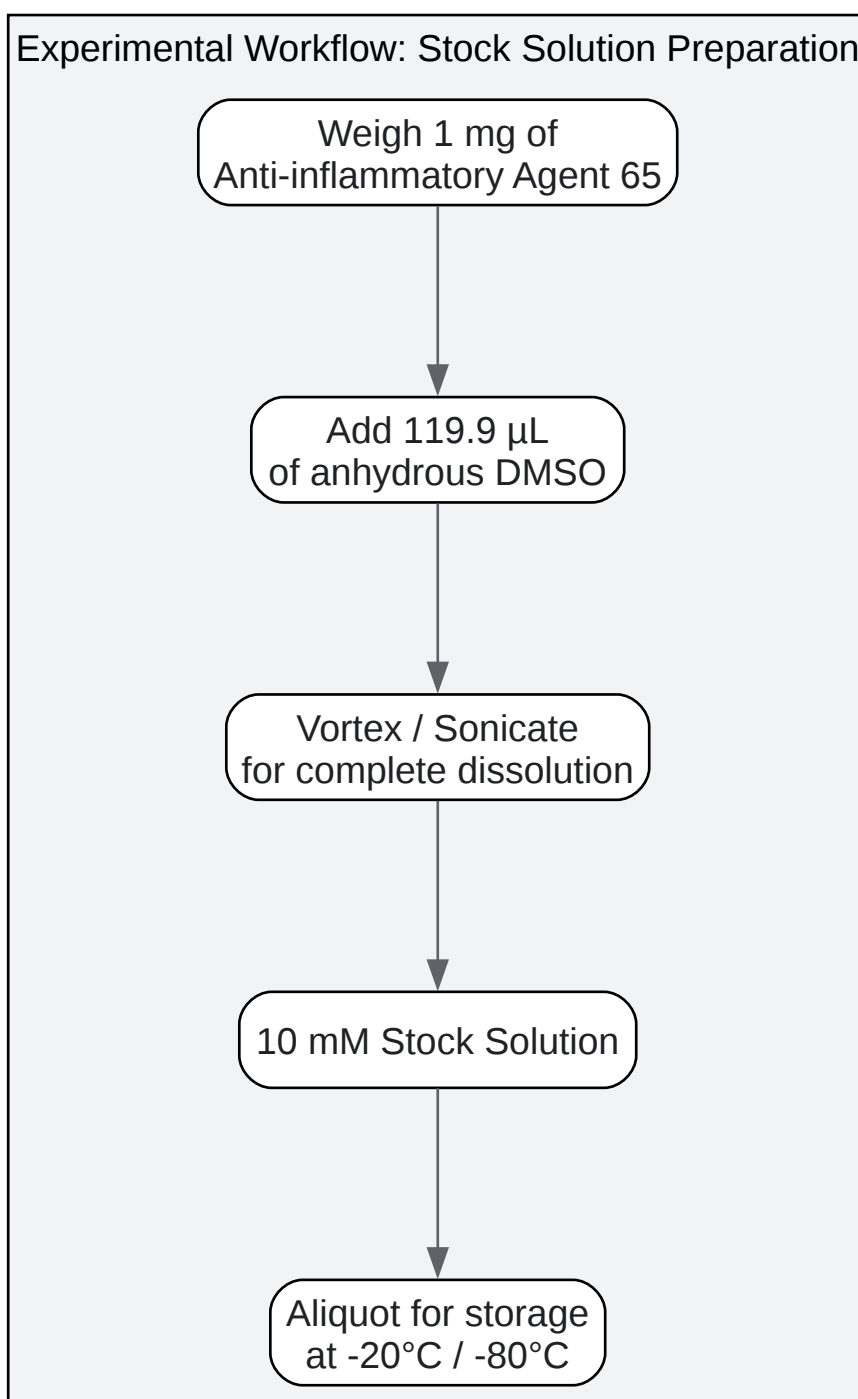 Experimental Workflow: Stock Solution Preparation
Weigh 1 mg of
Anti-inflammatory Agent 65
Add 119.9 µL
of anhydrous DMSO
Vortex / Sonicate
for complete dissolution
10 mM Stock Solution
Aliquot for storage
at -20°C / -80°C